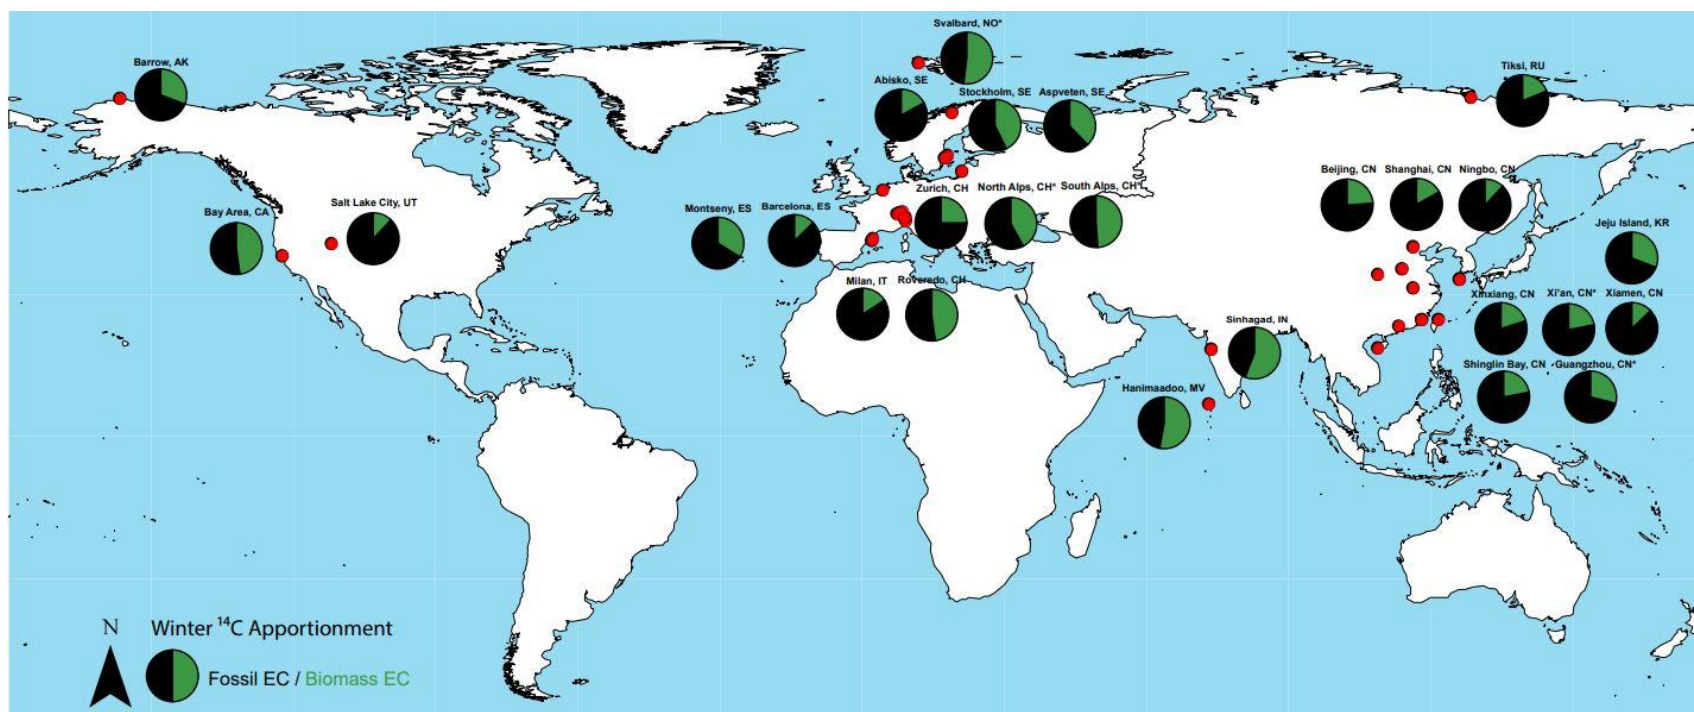 Svalbard, NO*
Barrow, AK
Abisko, SE
Tiksi, RU
Stockholm, SE
Aspveten, SE
Beijing, CN
Shanghai, CN
Ningbo, CN
Zurich, CH
North Alps, CH*
South Alps, CH*
Salt Lake City, UT
Bay Area, CA
Montseny, ES
Barcelona, ES
Jeju Island, KR
Milan, IT
Roveredo, CH
Xinxiang, CN
Xi'an, CN*
Xiamen, CN
Sinhagad, IN
Shinglin Bay, CN
Guangzhou, CN*
Hanimaadoo, MV
N
Winter ¹⁴C Apportionment
Fossil EC / Biomass EC